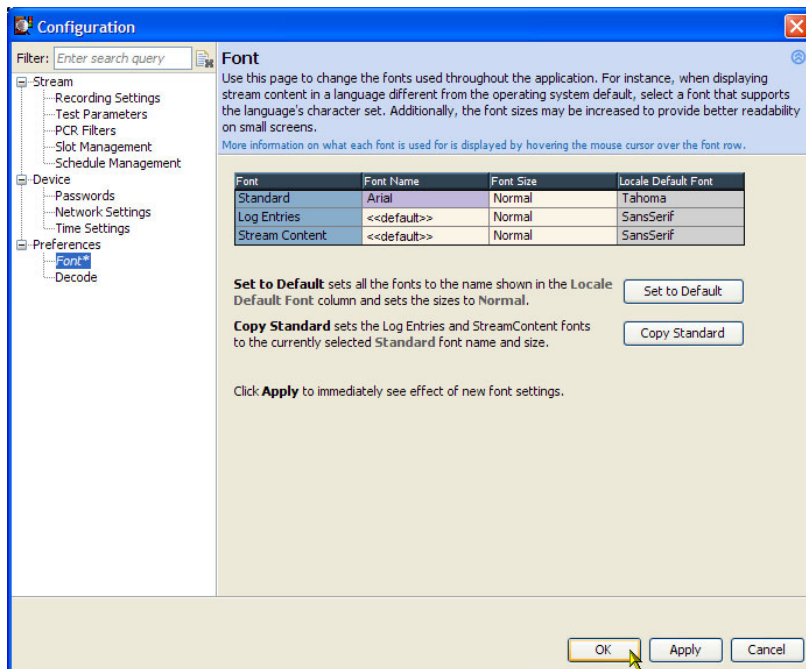 Configuration
Filter: Enter search query
Stream
Recording Settings
Test Parameters
PCR Filters
Slot Management
Schedule Management
Device
Passwords
Network Settings
Time Settings
Preferences
Font*
Decode
Font
Use this page to change the fonts used throughout the application. For instance, when displaying
stream content in a language different from the operating system default, select a font that supports
the language's character set. Additionally, the font sizes may be increased to provide better readability
on small screens.
More information on what each font is used for is displayed by hovering the mouse cursor over the font row.
Font Font Name Font Size Locale Default Font
Standard Arial Normal Tahoma
Log Entries <<default>> Normal SansSerif
Stream Content <<default>> Normal SansSerif
Set to Default sets all the fonts to the name shown in the Locale
Default Font column and sets the sizes to Normal.
Set to Default
Copy Standard sets the Log Entries and StreamContent fonts
to the currently selected Standard font name and size.
Copy Standard
Click Apply to immediately see effect of new font settings.
OK Apply Cancel